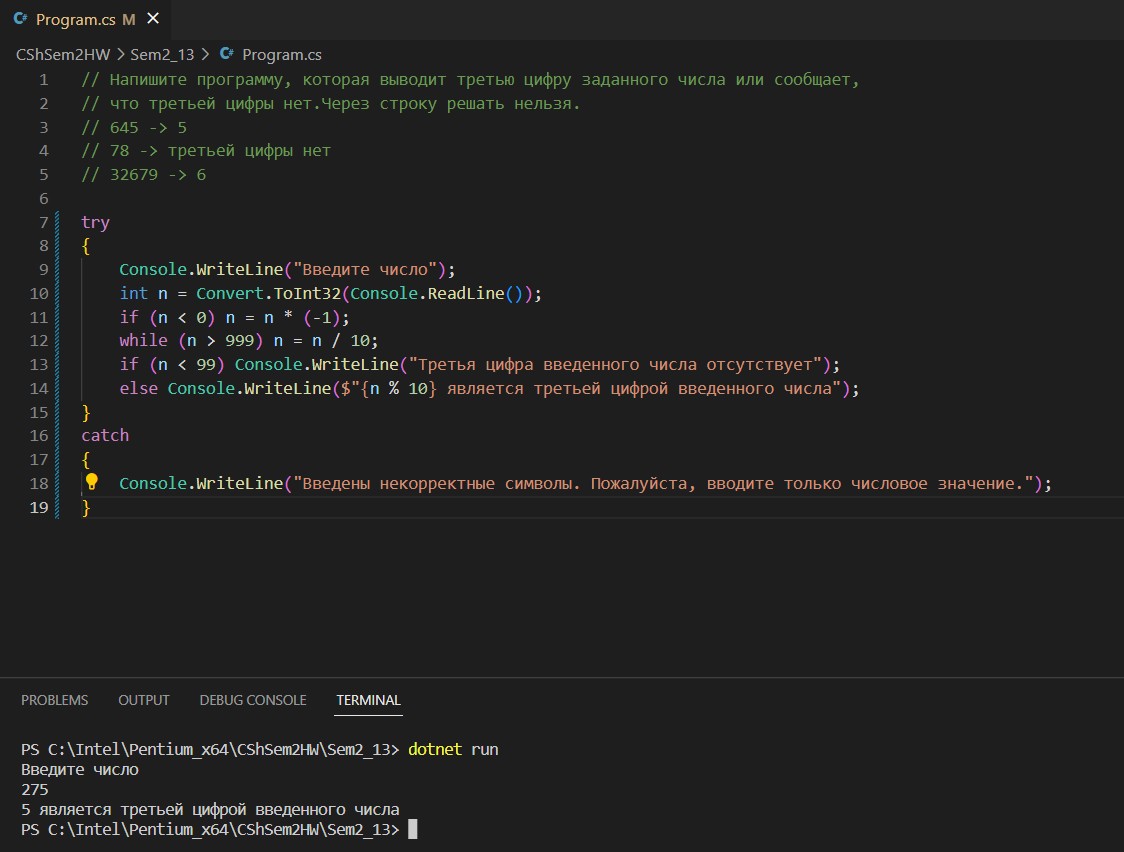 C# Program.cs M ×
CShSem2HW > Sem2_13 > C# Program.cs
1 // Напишите программу, которая выводит третью цифру заданного числа или сообщает,
2 // что третьей цифры нет.Через строку решать нельзя.
3 // 645 -> 5
4 // 78 -> третьей цифры нет
5 // 32679 -> 6
6
7 try
8 {
9 Console.WriteLine("Введите число");
10 int n = Convert.ToInt32(Console.ReadLine());
11 if (n < 0) n = n * (-1);
12 while (n > 999) n = n / 10;
13 if (n < 99) Console.WriteLine("Третья цифра введенного числа отсутствует");
14 else Console.WriteLine($"{n % 10} является третьей цифрой введенного числа");
15 }
16 catch
17 {
18 Console.WriteLine("Введены некорректные символы. Пожалуйста, вводите только числовое значение.");
19 }
PROBLEMS OUTPUT DEBUG CONSOLE TERMINAL
PS C:\Intel\Pentium_x64\CShSem2HW\Sem2_13> dotnet run
Введите число
275
5 является третьей цифрой введенного числа
PS C:\Intel\Pentium_x64\CShSem2HW\Sem2_13>